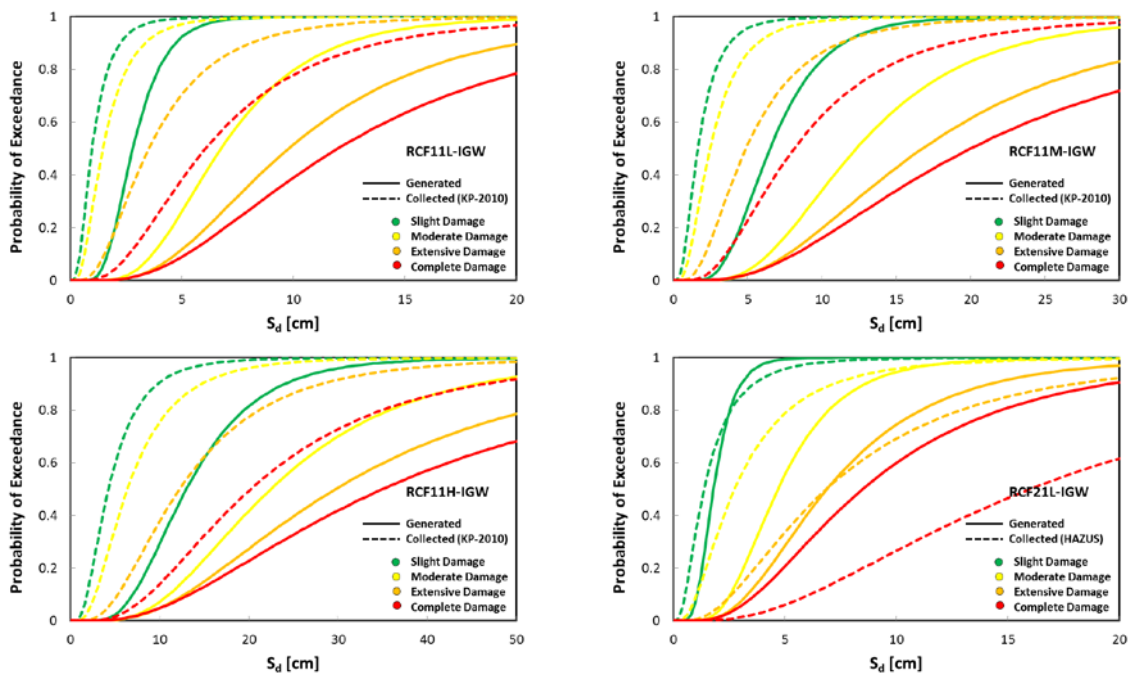 Probability of Exceedance
1
0.8
0.6
0.4
0.2
0
RCF11L-IGW
Generated
Collected (KP-2010)
Slight Damage
Moderate Damage
Extensive Damage
Complete Damage
0 5 10 15 20
Sd [cm]
Probability of Exceedance
1
0.8
0.6
0.4
0.2
0
RCF11M-IGW
Generated
Collected (KP-2010)
Slight Damage
Moderate Damage
Extensive Damage
Complete Damage
0 5 10 15 20 25 30
Sd [cm]
Probability of Exceedance
1
0.8
0.6
0.4
0.2
0
RCF11H-IGW
Generated
Collected (KP-2010)
Slight Damage
Moderate Damage
Extensive Damage
Complete Damage
0 10 20 30 40 50
Sd [cm]
Probability of Exceedance
1
0.8
0.6
0.4
0.2
0
RCF21L-IGW
Generated
Collected (HAZUS)
Slight Damage
Moderate Damage
Extensive Damage
Complete Damage
0 5 10 15 20
Sd [cm]